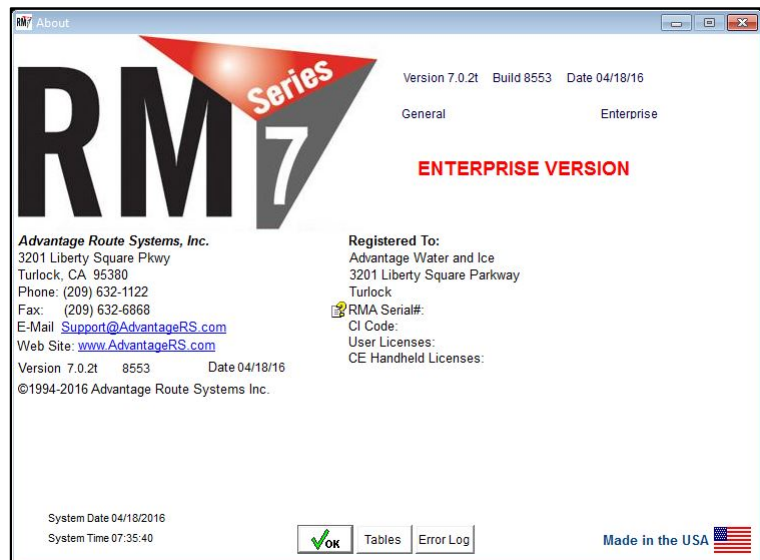 RM7 About
RM
Series
7
Version 7.0.2t Build 8553 Date 04/18/16
General Enterprise
ENTERPRISE VERSION
Advantage Route Systems, Inc.
3201 Liberty Square Pkwy
Turlock, CA 95380
Phone: (209) 632-1122
Fax: (209) 632-6868
E-Mail Support@AdvantageRS.com
Web Site: www.AdvantageRS.com
Version 7.0.2t 8553 Date 04/18/16
©1994-2016 Advantage Route Systems Inc.
Registered To:
Advantage Water and Ice
3201 Liberty Square Parkway
Turlock
RMA Serial#:
CI Code:
User Licenses:
CE Handheld Licenses:
System Date 04/18/2016
System Time 07:35:40
OK Tables Error Log
Made in the USA